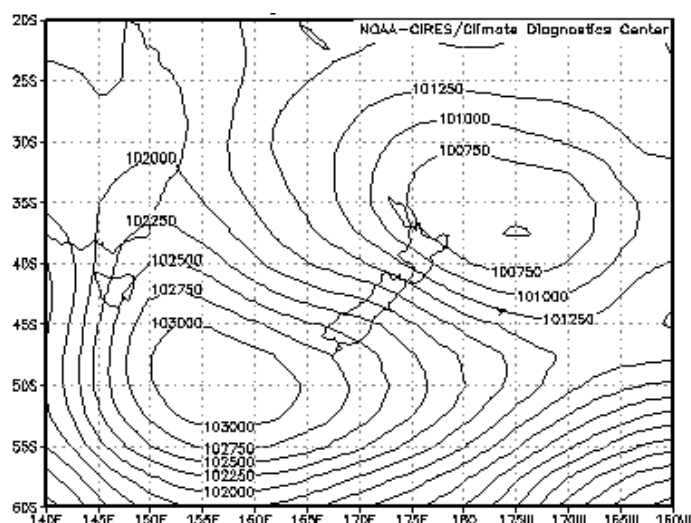 20S
NOAA-CIRES/Climate Diagnostics Center
25S
101250
101000
30S
100750
102000
35S
102250
102500
40S
100750
102750
101000
101250
45S
103000
50S
103000
102750
55S
102500
102250
102000
60S
140E 145E 150E 155E 160E 165E 170E 175E 180 175W 170W 165W 160W